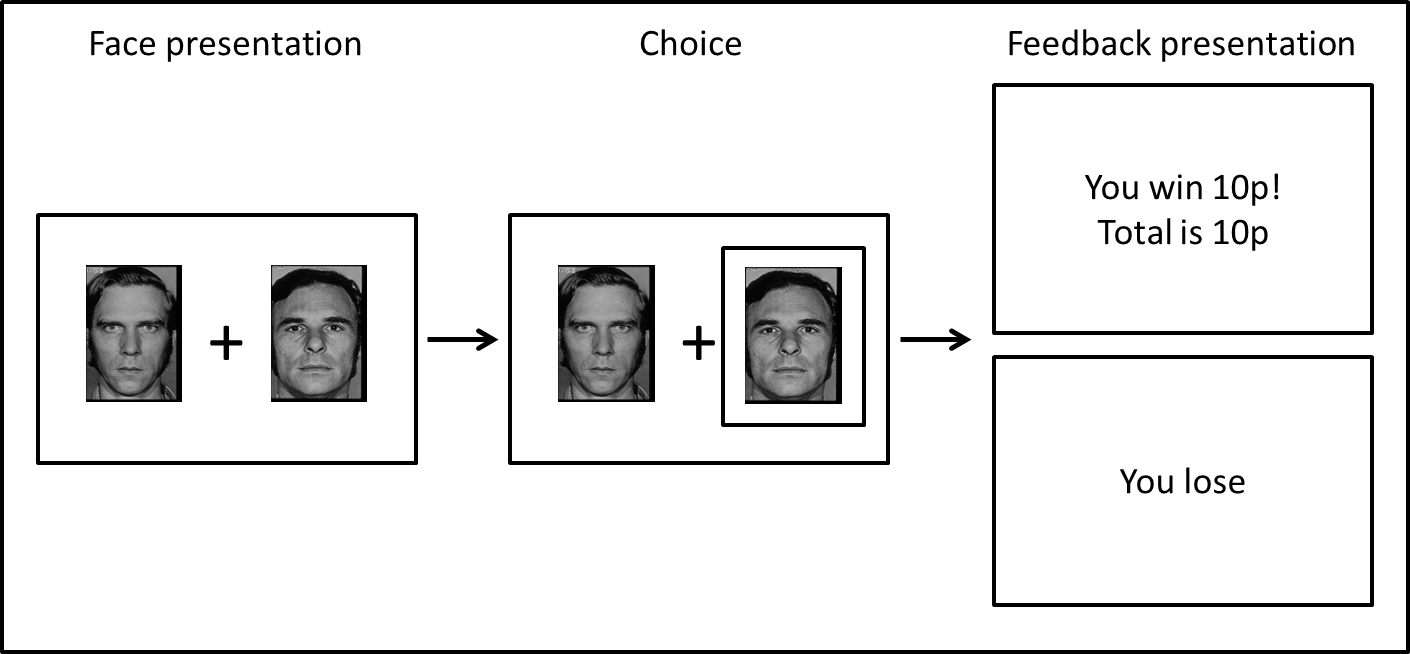 Face presentation
Choice
Feedback presentation
You win 10p!
Total is 10p
You lose